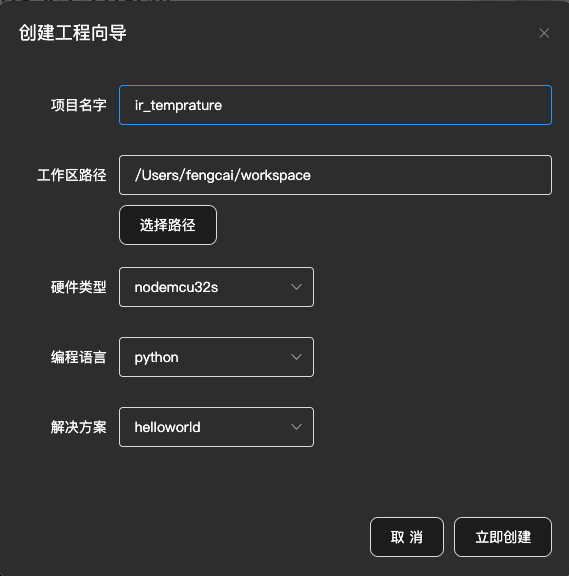 创建工程向导
项目名字 ir_temprature
工作区路径 /Users/fengcai/workspace
选择路径
硬件类型 nodemcu32s
编程语言 python
解决方案 helloworld
取 消 立即创建